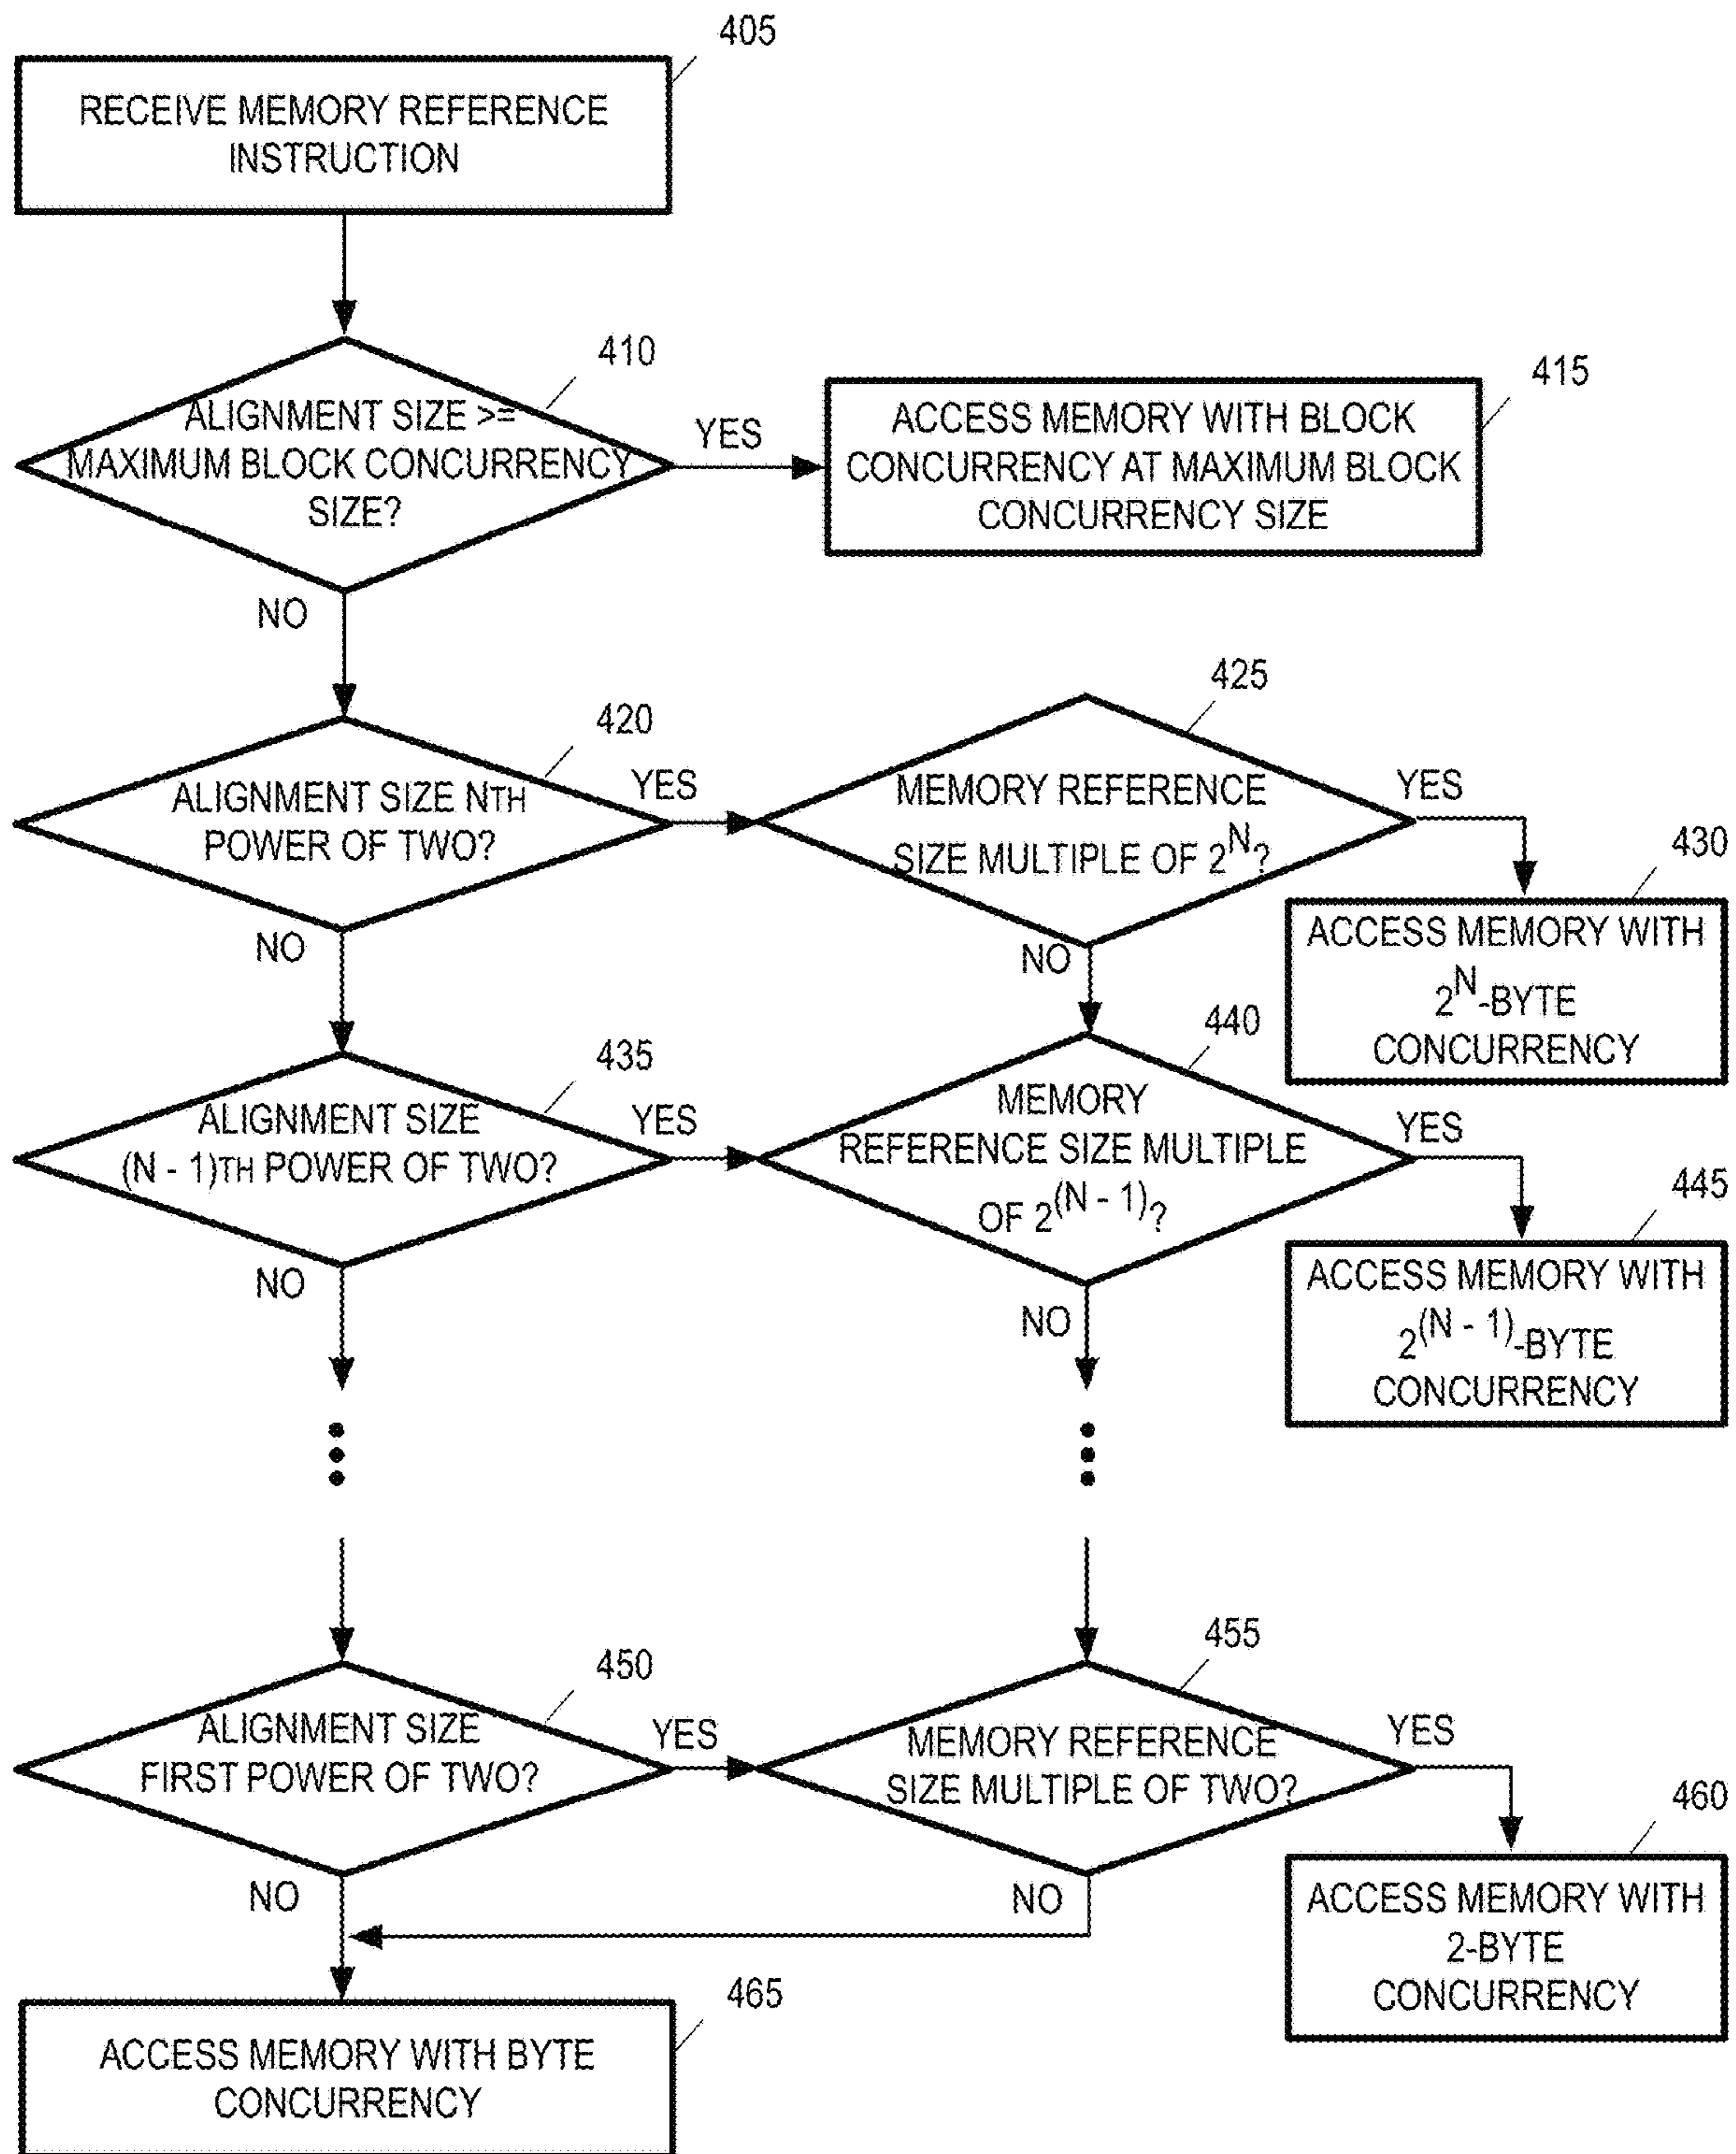 405
RECEIVE MEMORY REFERENCE
INSTRUCTION
410
ALIGNMENT SIZE >=
MAXIMUM BLOCK CONCURRENCY
SIZE?
YES
415
ACCESS MEMORY WITH BLOCK
CONCURRENCY AT MAXIMUM BLOCK
CONCURRENCY SIZE
NO
420
ALIGNMENT SIZE NTH
POWER OF TWO?
YES
425
MEMORY REFERENCE
SIZE MULTIPLE OF 2^N?
YES
430
ACCESS MEMORY WITH
2^N-BYTE
CONCURRENCY
NO
NO
435
ALIGNMENT SIZE
(N - 1)TH POWER OF TWO?
YES
440
MEMORY
REFERENCE SIZE MULTIPLE
OF 2^(N - 1)?
YES
445
ACCESS MEMORY WITH
2^(N - 1)-BYTE
CONCURRENCY
NO
NO
450
ALIGNMENT SIZE
FIRST POWER OF TWO?
YES
455
MEMORY REFERENCE
SIZE MULTIPLE OF TWO?
YES
460
ACCESS MEMORY WITH
2-BYTE
CONCURRENCY
NO
NO
465
ACCESS MEMORY WITH BYTE
CONCURRENCY